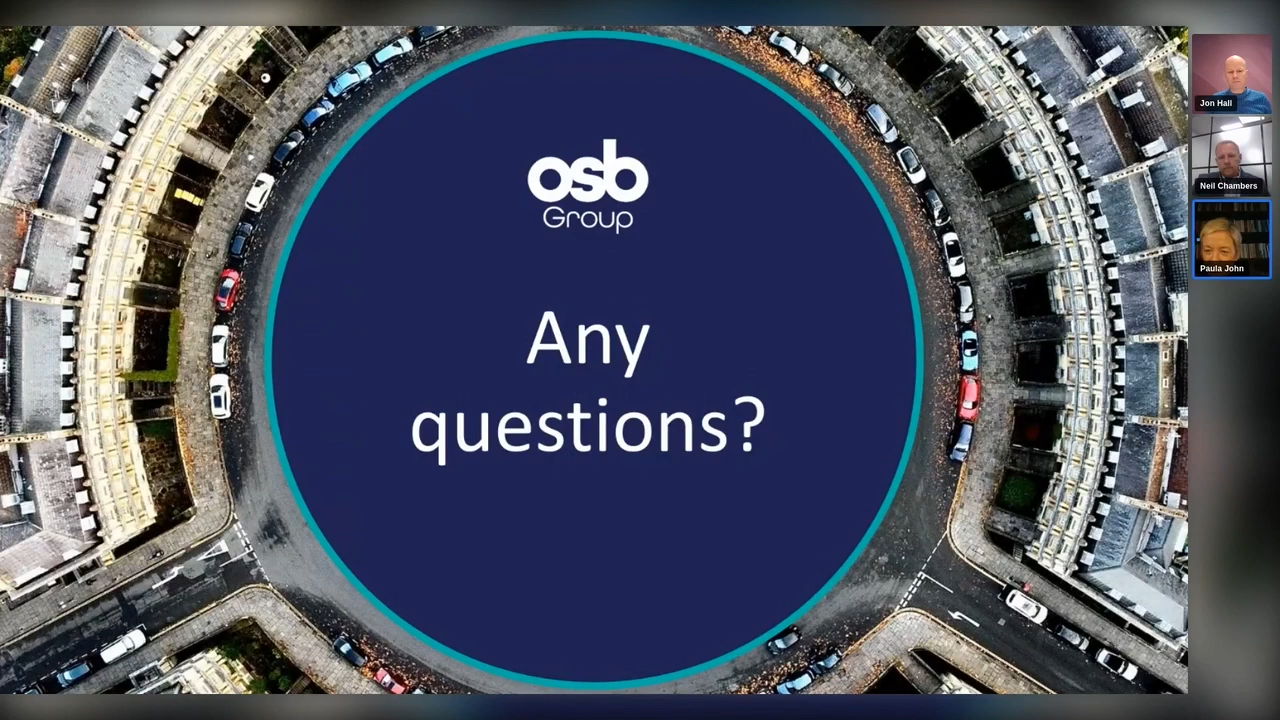 osb
Group
Any
questions?
Jon Hall
Neil Chambers
Paula John